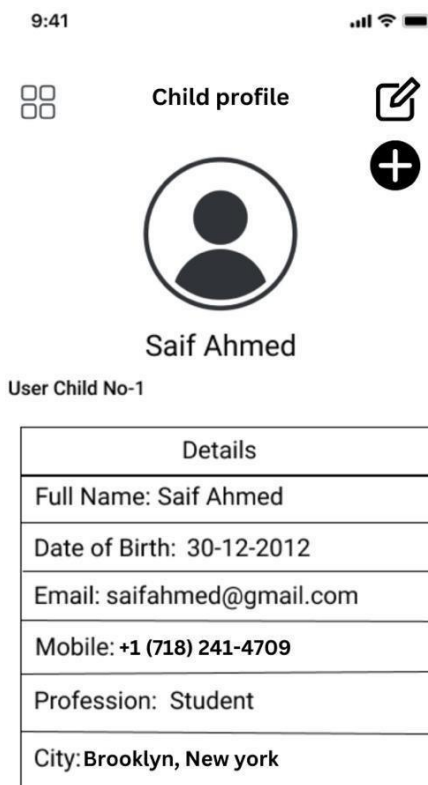 9:41
Child profile
Saif Ahmed
User Child No-1
Details
Full Name: Saif Ahmed
Date of Birth: 30-12-2012
Email: saifahmed@gmail.com
Mobile: +1 (718) 241-4709
Profession: Student
City: Brooklyn, New york